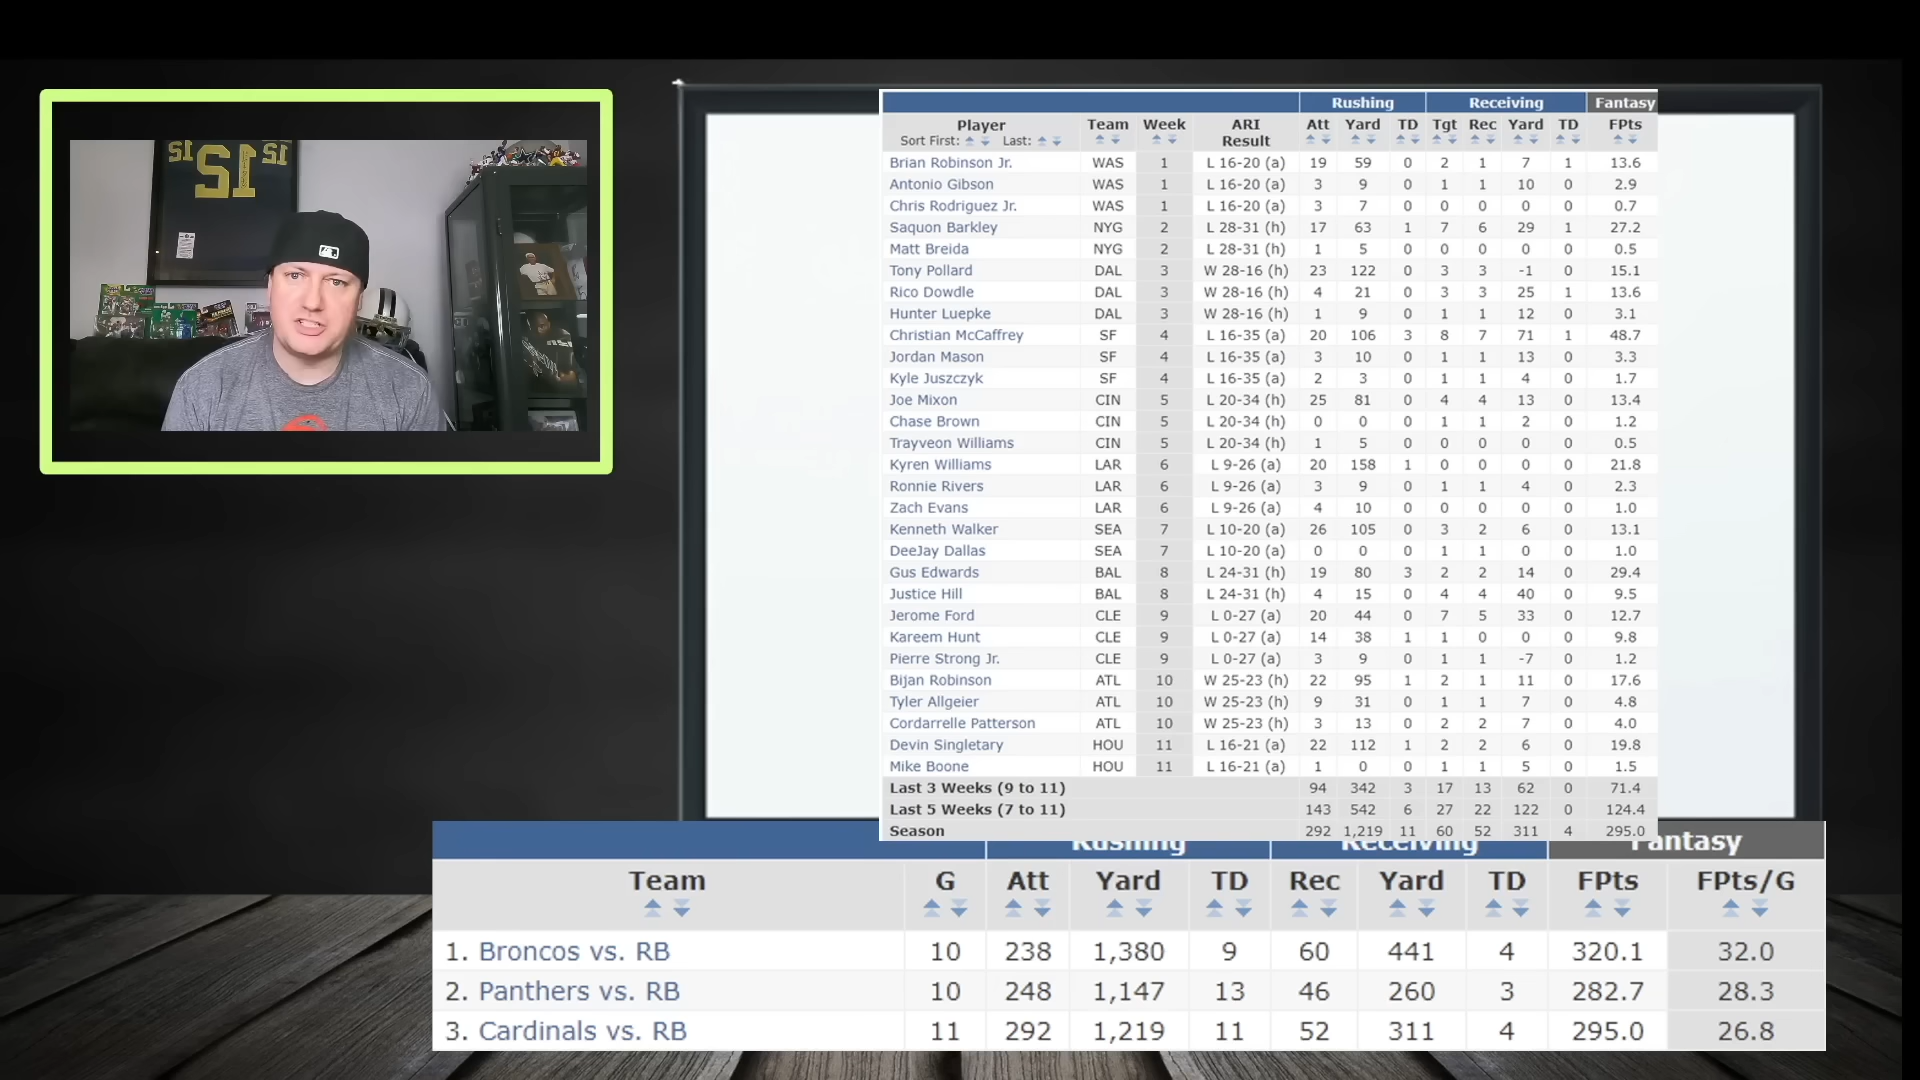 12 12
12
Rushing Receiving Fantasy
Player Team Week ARI Att Yard TD Tgt Rec Yard TD FPts
Sort First: Last: Result
Brian Robinson Jr. WAS 1 L 16-20 (a) 19 59 0 2 1 7 1 13.6
Antonio Gibson WAS 1 L 16-20 (a) 3 9 0 1 1 10 0 2.9
Chris Rodriguez Jr. WAS 1 L 16-20 (a) 3 7 0 0 0 0 0 0.7
Saquon Barkley NYG 2 L 28-31 (h) 17 63 1 7 6 29 1 27.2
Matt Breida NYG 2 L 28-31 (h) 1 5 0 0 0 0 0 0.5
Tony Pollard DAL 3 W 28-16 (h) 23 122 0 3 3 -1 0 15.1
Rico Dowdle DAL 3 W 28-16 (h) 4 21 0 3 3 25 1 13.6
Hunter Luepke DAL 3 W 28-16 (h) 1 9 0 1 1 12 0 3.1
Christian McCaffrey SF 4 L 16-35 (a) 20 106 3 8 7 71 1 48.7
Jordan Mason SF 4 L 16-35 (a) 3 10 0 1 1 13 0 3.3
Kyle Juszczyk SF 4 L 16-35 (a) 2 3 0 1 1 4 0 1.7
Joe Mixon CIN 5 L 20-34 (h) 25 81 0 4 4 13 0 13.4
Chase Brown CIN 5 L 20-34 (h) 0 0 0 1 1 2 0 1.2
Trayveon Williams CIN 5 L 20-34 (h) 1 5 0 0 0 0 0 0.5
Kyren Williams LAR 6 L 9-26 (a) 20 158 1 0 0 0 0 21.8
Ronnie Rivers LAR 6 L 9-26 (a) 3 9 0 1 1 4 0 2.3
Zach Evans LAR 6 L 9-26 (a) 4 10 0 0 0 0 0 1.0
Kenneth Walker SEA 7 L 10-20 (a) 26 105 0 3 2 6 0 13.1
DeeJay Dallas SEA 7 L 10-20 (a) 0 0 0 1 1 0 0 1.0
Gus Edwards BAL 8 L 24-31 (h) 19 80 3 2 2 14 0 29.4
Justice Hill BAL 8 L 24-31 (h) 4 15 0 4 4 40 0 9.5
Jerome Ford CLE 9 L 0-27 (a) 20 44 0 7 5 33 0 12.7
Kareem Hunt CLE 9 L 0-27 (a) 14 38 1 1 0 0 0 9.8
Pierre Strong Jr. CLE 9 L 0-27 (a) 3 9 0 1 1 -7 0 1.2
Bijan Robinson ATL 10 W 25-23 (h) 22 95 1 2 1 11 0 17.6
Tyler Allgeier ATL 10 W 25-23 (h) 9 31 0 1 1 7 0 4.8
Cordarrelle Patterson ATL 10 W 25-23 (h) 3 13 0 2 2 7 0 4.0
Devin Singletary HOU 11 L 16-21 (a) 22 112 1 2 2 6 0 19.8
Mike Boone HOU 11 L 16-21 (a) 1 0 0 1 1 5 0 1.5
Last 3 Weeks (9 to 11) 94 342 3 17 13 62 0 71.4
Last 5 Weeks (7 to 11) 143 542 6 27 22 122 0 124.4
Season 292 1,219 11 60 52 311 4 295.0
Rushing Receiving Fantasy
Team G Att Yard TD Rec Yard TD FPts FPts/G
1. Broncos vs. RB 10 238 1,380 9 60 441 4 320.1 32.0
2. Panthers vs. RB 10 248 1,147 13 46 260 3 282.7 28.3
3. Cardinals vs. RB 11 292 1,219 11 52 311 4 295.0 26.8